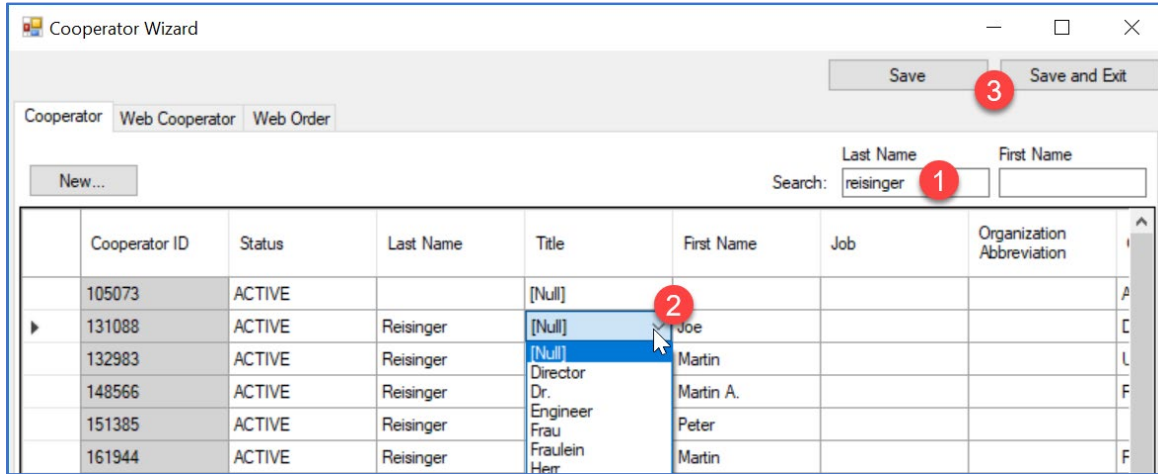 Cooperator Wizard
Save Save and Exit
3
Cooperator Web Cooperator Web Order
Last Name First Name
New... Search: reisinger 1
Cooperator ID Status Last Name Title First Name Job Organization Abbreviation
105073 ACTIVE [Null]
2
131088 ACTIVE Reisinger [Null] Joe
132983 ACTIVE Reisinger [Null] Martin
Director
148566 ACTIVE Reisinger Dr. Martin A.
Engineer
151385 ACTIVE Reisinger Frau Peter
Fraulein
161944 ACTIVE Reisinger Herr Martin